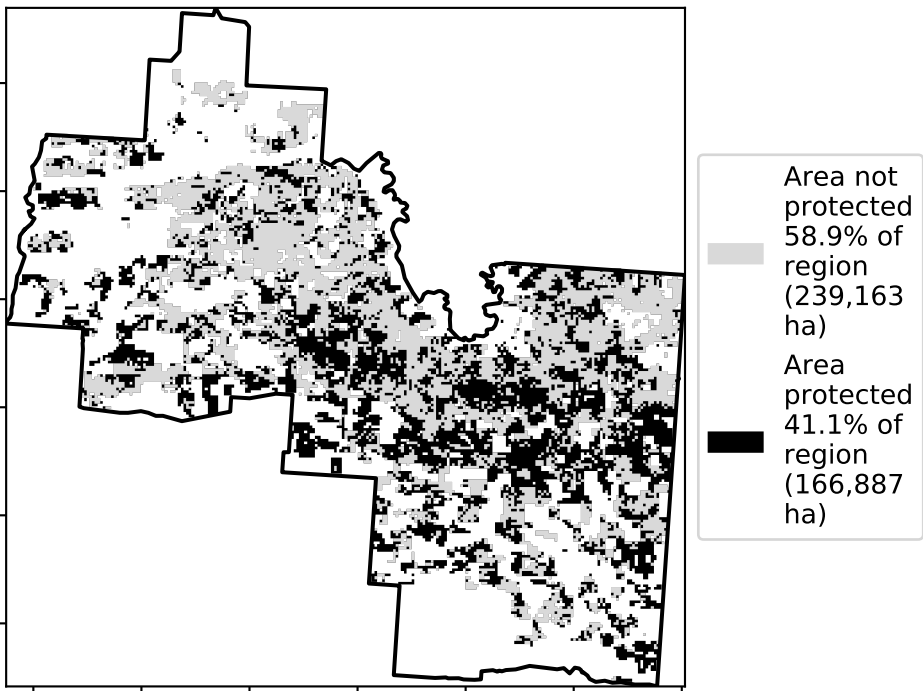 Area not
protected
58.9% of
region
(239,163
ha)
Area
protected
41.1% of
region
(166,887
ha)